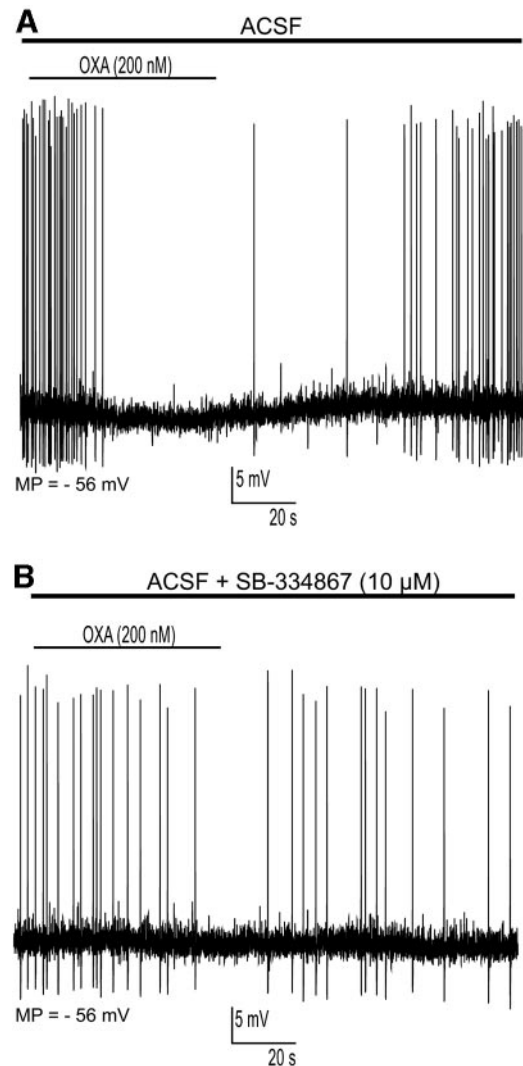 A
ACSF
OXA (200 nM)
MP = - 56 mV
5 mV
20 s
B
ACSF + SB-334867 (10 µM)
OXA (200 nM)
MP = - 56 mV
5 mV
20 s